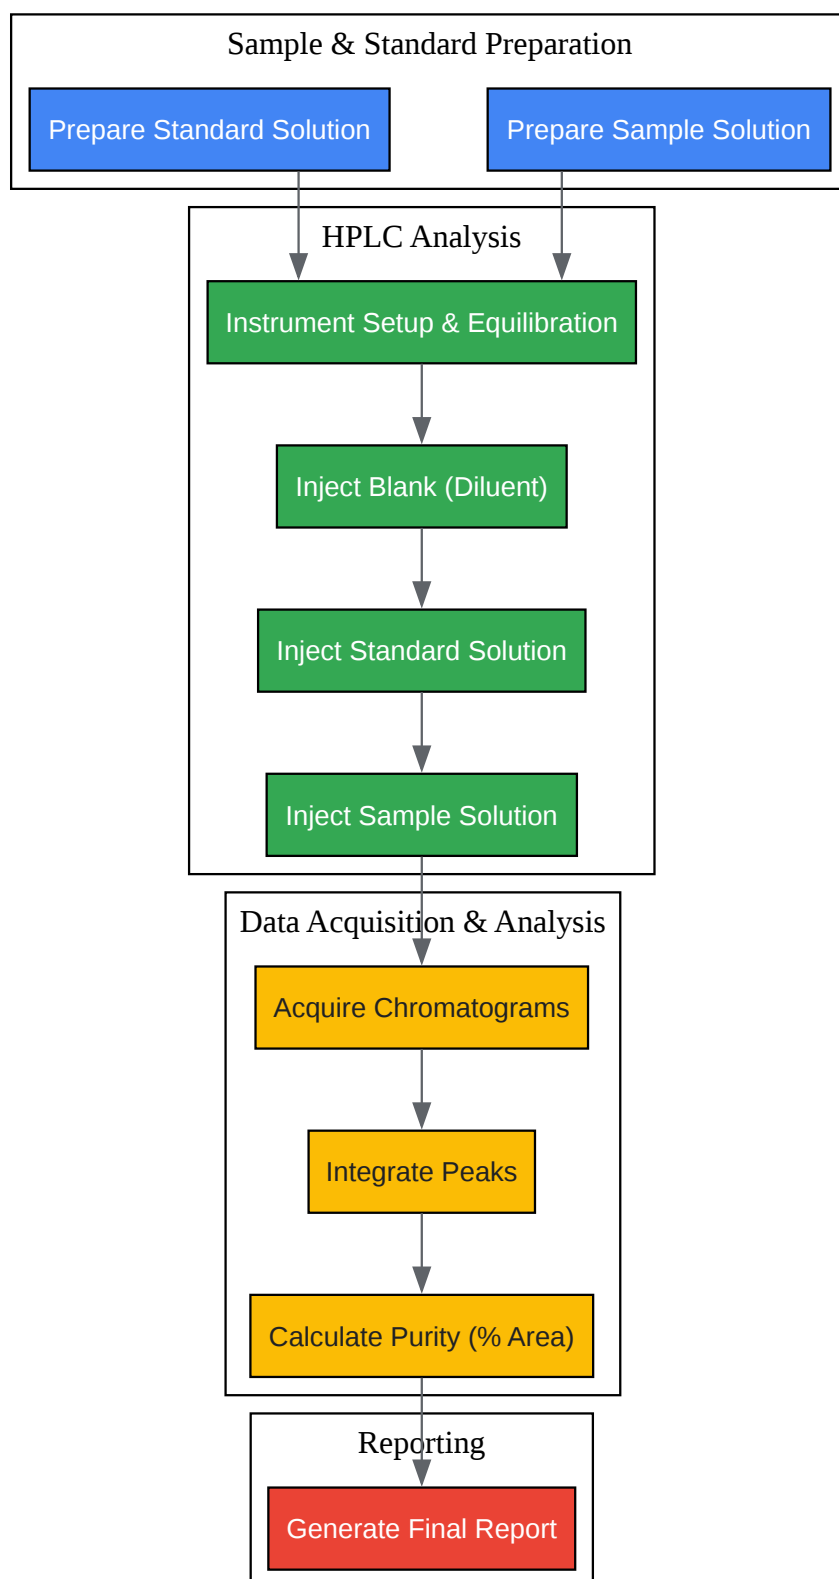 Sample & Standard Preparation
Prepare Standard Solution
Prepare Sample Solution
HPLC Analysis
Instrument Setup & Equilibration
Inject Blank (Diluent)
Inject Standard Solution
Inject Sample Solution
Data Acquisition & Analysis
Acquire Chromatograms
Integrate Peaks
Calculate Purity (% Area)
Reporting
Generate Final Report